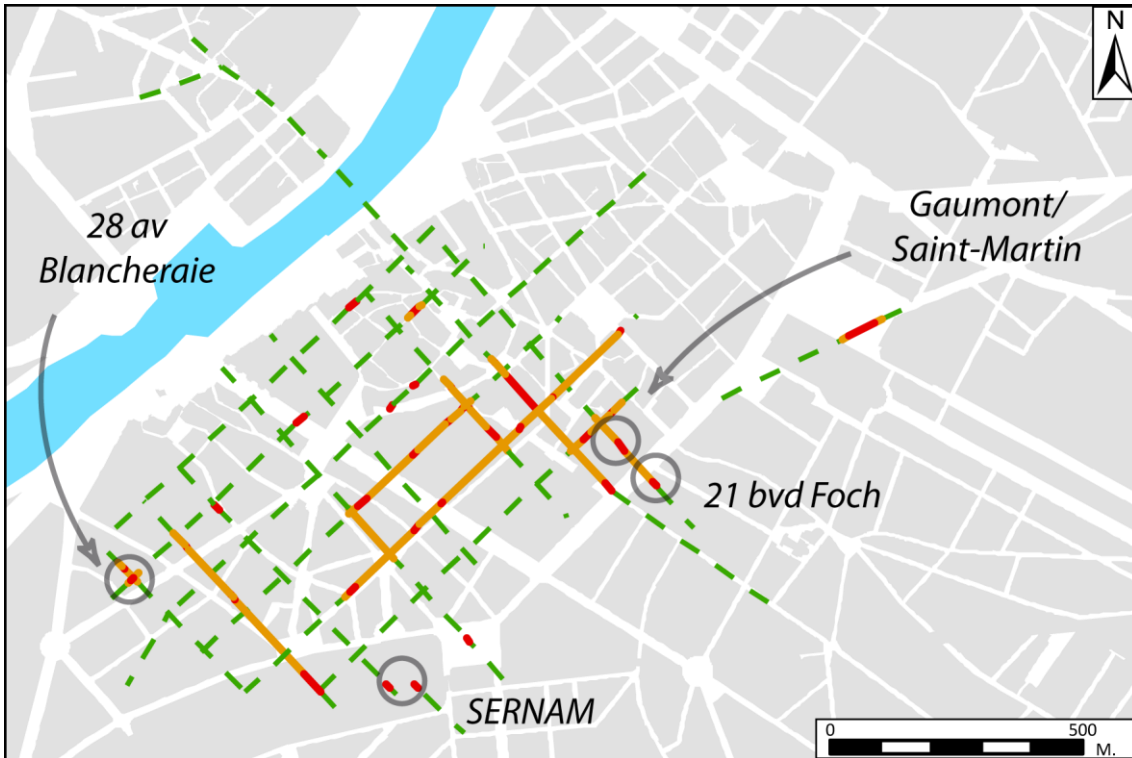 N
28 av
Blancheraie
Gaumont/
Saint-Martin
21 bvd Foch
SERNAM
0 500
M.